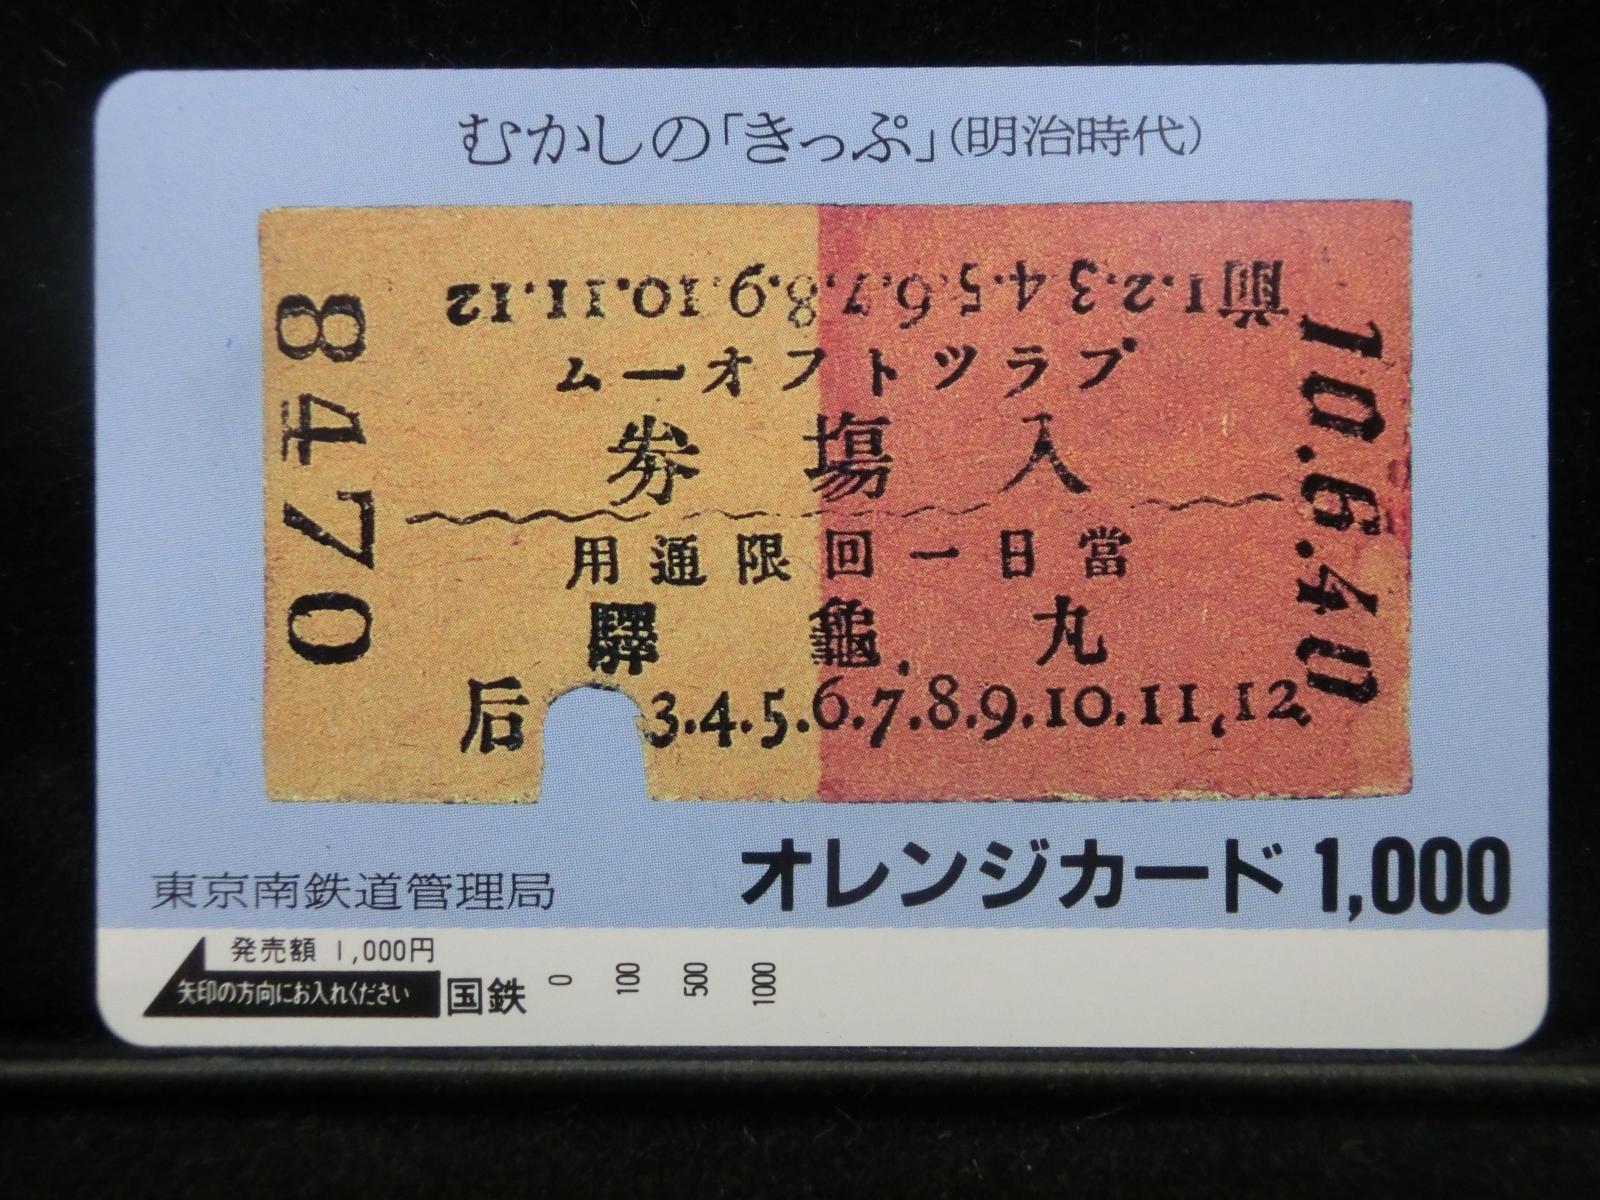 むかしの「きっぷ」(明治時代)
前1.2.3.4.5.6.7.8.9.10.11.12
プラツトフオーム
入塲券
當日一回限通用
丸龜驛
后 3.4.5.6.7.8.9.10.11.12
8470
10.6.40
東京南鉄道管理局
オレンジカード 1,000
発売額 1,000円
矢印の方向にお入れください
国鉄 0 100 500 1000